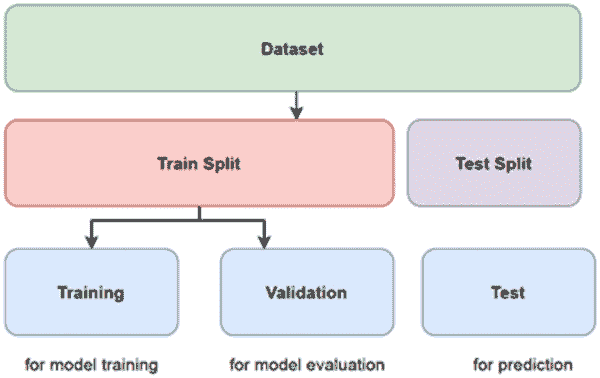 Dataset
Train Split
Test Split
Training
Validation
Test
for model training
for model evaluation
for prediction